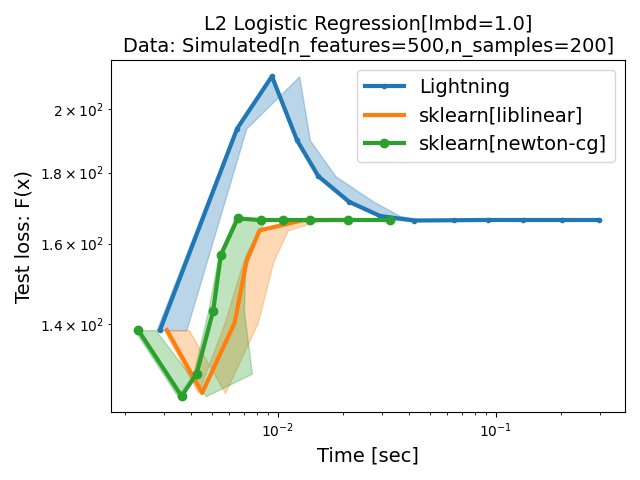 L2 Logistic Regression[lmbd=1.0]
Data: Simulated[n_features=500,n_samples=200]
Lightning
sklearn[liblinear]
sklearn[newton-cg]
Test loss: F(x)
2 × 10²
1.8 × 10²
1.6 × 10²
1.4 × 10²
10⁻²
10⁻¹
Time [sec]